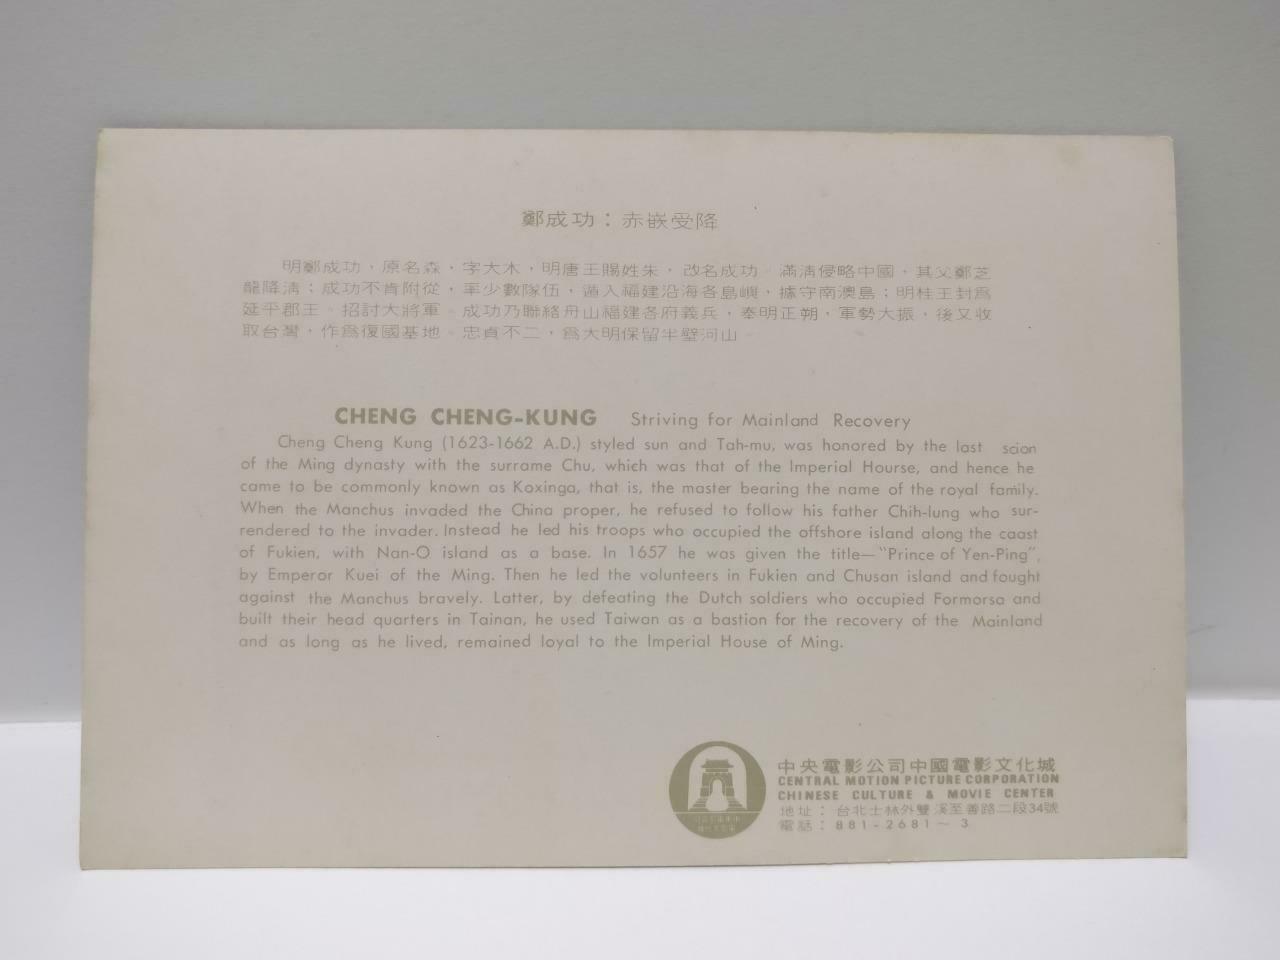 鄭成功：赤嵌受降
明鄭成功，原名森，字大木，明唐王賜姓朱，改名成功。滿清侵略中國，其父鄭芝
龍降清；成功不肯附從，率少數隊伍，遁入福建沿海各島嶼，據守南澳島；明桂王封爲
延平郡王。招討大將軍。成功乃聯絡舟山福建各府義兵，奉明正朔，軍勢大振，後又收
取台灣，作爲復國基地。忠貞不二，爲大明保留半壁河山。
CHENG CHENG-KUNG Striving for Mainland Recovery
Cheng Cheng Kung (1623-1662 A.D.) styled sun and Tah-mu, was honored by the last scion
of the Ming dynasty with the surrame Chu, which was that of the Imperial Hourse, and hence he
came to be commonly known as Koxinga, that is, the master bearing the name of the royal family.
When the Manchus invaded the China proper, he refused to follow his father Chih-lung who sur-
rendered to the invader. Instead he led his troops who occupied the offshore island along the caast
of Fukien, with Nan-O island as a base. In 1657 he was given the title—"Prince of Yen-Ping",
by Emperor Kuei of the Ming. Then he led the volunteers in Fukien and Chusan island and fought
against the Manchus bravely. Latter, by defeating the Dutch soldiers who occupied Formorsa and
built their head quarters in Tainan, he used Taiwan as a bastion for the recovery of the Mainland
and as long as he lived, remained loyal to the Imperial House of Ming.
中央電影公司中國電影文化城
CENTRAL MOTION PICTURE CORPORATION
CHINESE CULTURE & MOVIE CENTER
地址：台北士林外雙溪至善路二段34號
電話：881-2681～3